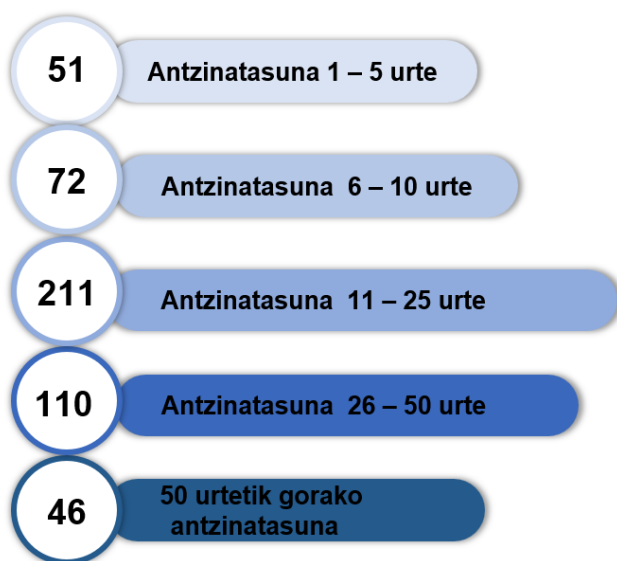 51
Antzinatasuna 1 – 5 urte
72
Antzinatasuna 6 – 10 urte
211
Antzinatasuna 11 – 25 urte
110
Antzinatasuna 26 – 50 urte
46
50 urtetik gorako
antzinatasuna